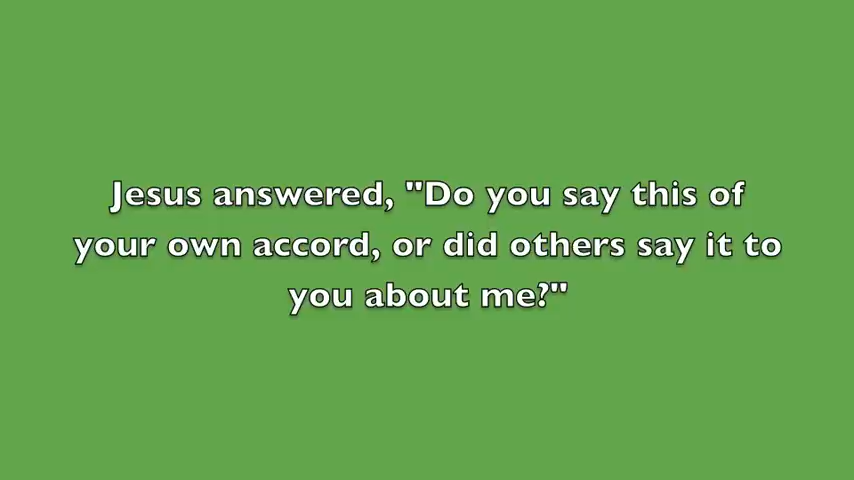 Jesus answered, "Do you say this of
your own accord, or did others say it to
you about me?"